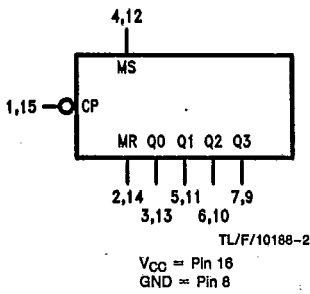 4,12
MS
1,15
CP
MR Q0 Q1 Q2 Q3
2,14 5,11 7,9
3,13 6,10
TL/F/10188-2
VCC = Pin 16
GND = Pin 8